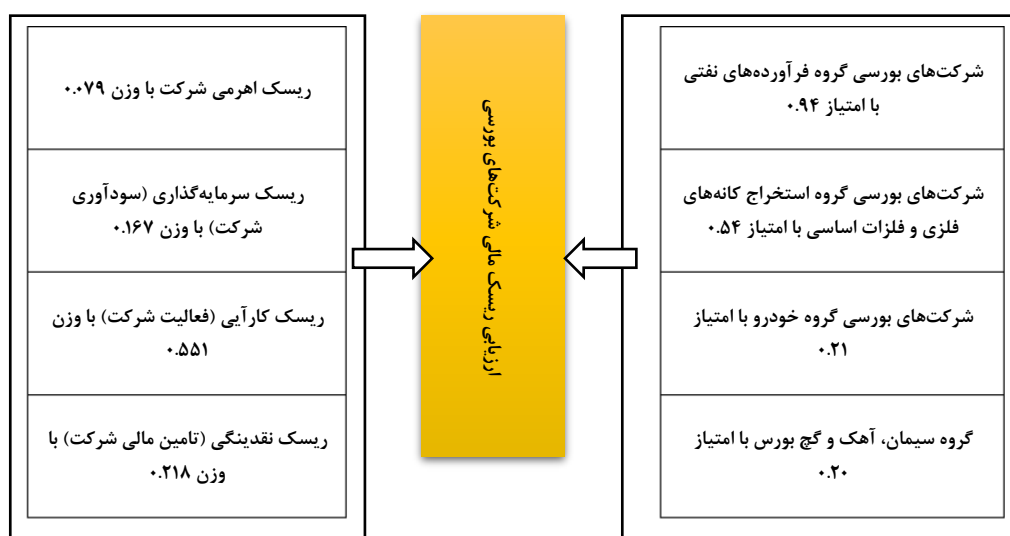 شرکت‌های بورسی گروه فرآورده‌های نفتی
با امتیاز ۰.۹۴
شرکت‌های بورسی گروه استخراج کانه‌های
فلزی و فلزات اساسی با امتیاز ۰.۵۴
شرکت‌های بورسی گروه خودرو با امتیاز
۰.۲۱
گروه سیمان، آهک و گچ بورس با امتیاز
۰.۲۰
ارزیابی ریسک مالی شرکت‌های بورسی
ریسک اهرمی شرکت با وزن ۰.۰۷۹
ریسک سرمایه‌گذاری (سودآوری
شرکت) با وزن ۰.۱۶۷
ریسک کارآیی (فعالیت شرکت) با وزن
۰.۵۵۱
ریسک نقدینگی (تامین مالی شرکت) با
وزن ۰.۲۱۸